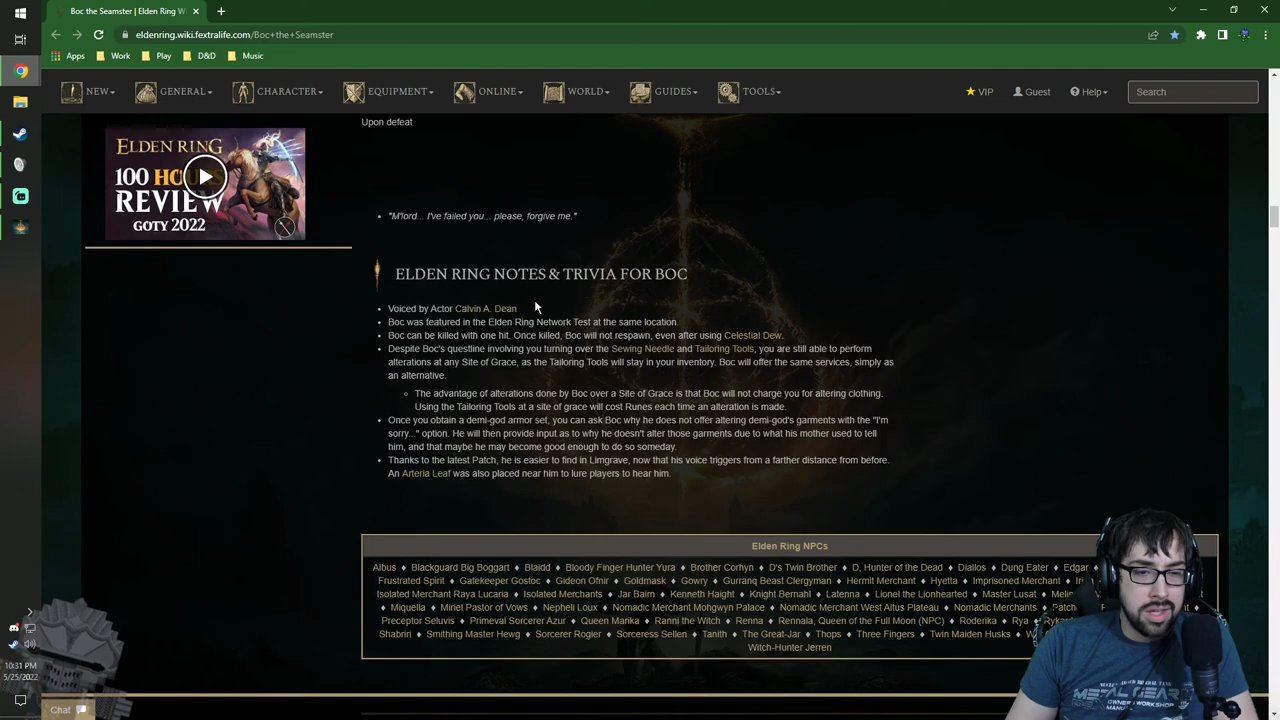 Boc the Seamster | Elden Ring W
eldenring.wiki.fextralife.com/Boc+the+Seamster
Apps Work Play D&D Music
NEW GENERAL CHARACTER EQUIPMENT ONLINE WORLD GUIDES TOOLS VIP Guest Help Search
Upon defeat
ELDEN RING
100 HO
REVIEW
GOTY 2022
"M'lord... I've failed you... please, forgive me."
ELDEN RING NOTES & TRIVIA FOR BOC
Voiced by Actor Calvin A. Dean
Boc was featured in the Elden Ring Network Test at the same location.
Boc can be killed with one hit. Once killed, Boc will not respawn, even after using Celestial Dew.
Despite Boc's questline involving you turning over the Sewing Needle and Tailoring Tools, you are still able to perform
alterations at any Site of Grace, as the Tailoring Tools will stay in your inventory. Boc will offer the same services, simply as
an alternative.
The advantage of alterations done by Boc over a Site of Grace is that Boc will not charge you for altering clothing.
Using the Tailoring Tools at a site of grace will cost Runes each time an alteration is made.
Once you obtain a demi-god armor set, you can ask Boc why he does not offer altering demi-god's garments with the "I'm
sorry..." option. He will then provide input as to why he doesn't alter those garments due to what his mother used to tell
him, and that maybe he may become good enough to do so someday.
Thanks to the latest Patch, he is easier to find in Limgrave, now that his voice triggers from a farther distance from before.
An Arteria Leaf was also placed near him to lure players to hear him.
Elden Ring NPCs
Albus ♦ Blackguard Big Boggart ♦ Blaidd ♦ Bloody Finger Hunter Yura ♦ Brother Corhyn ♦ D's Twin Brother ♦ D, Hunter of the Dead ♦ Diallos ♦ Dung Eater ♦ Edgar
Frustrated Spirit ♦ Gatekeeper Gostoc ♦ Gideon Ofnir ♦ Goldmask ♦ Gowry ♦ Gurranq Beast Clergyman ♦ Hermit Merchant ♦ Hyetta ♦ Imprisoned Merchant ♦
Isolated Merchant Raya Lucaria ♦ Isolated Merchants ♦ Jar Bairn ♦ Kenneth Haight ♦ Knight Bernahl ♦ Latenna ♦ Lionel the Lionhearted ♦ Master Lusat ♦
♦ Miquella ♦ Miriel Pastor of Vows ♦ Nepheli Loux ♦ Nomadic Merchant Mohgwyn Palace ♦ Nomadic Merchant West Altus Plateau ♦ Nomadic Merchants ♦
Preceptor Seluvis ♦ Primeval Sorcerer Azur ♦ Queen Marika ♦ Ranni the Witch ♦ Renna ♦ Rennala, Queen of the Full Moon (NPC) ♦ Roderika ♦ Rya ♦
Shabriri ♦ Smithing Master Hewg ♦ Sorcerer Rogier ♦ Sorceress Sellen ♦ Tanith ♦ The Great-Jar ♦ Thops ♦ Three Fingers ♦ Twin Maiden Husks ♦
Witch-Hunter Jerren
10:31 PM
5/25/2022
Chat
METAL GEAR